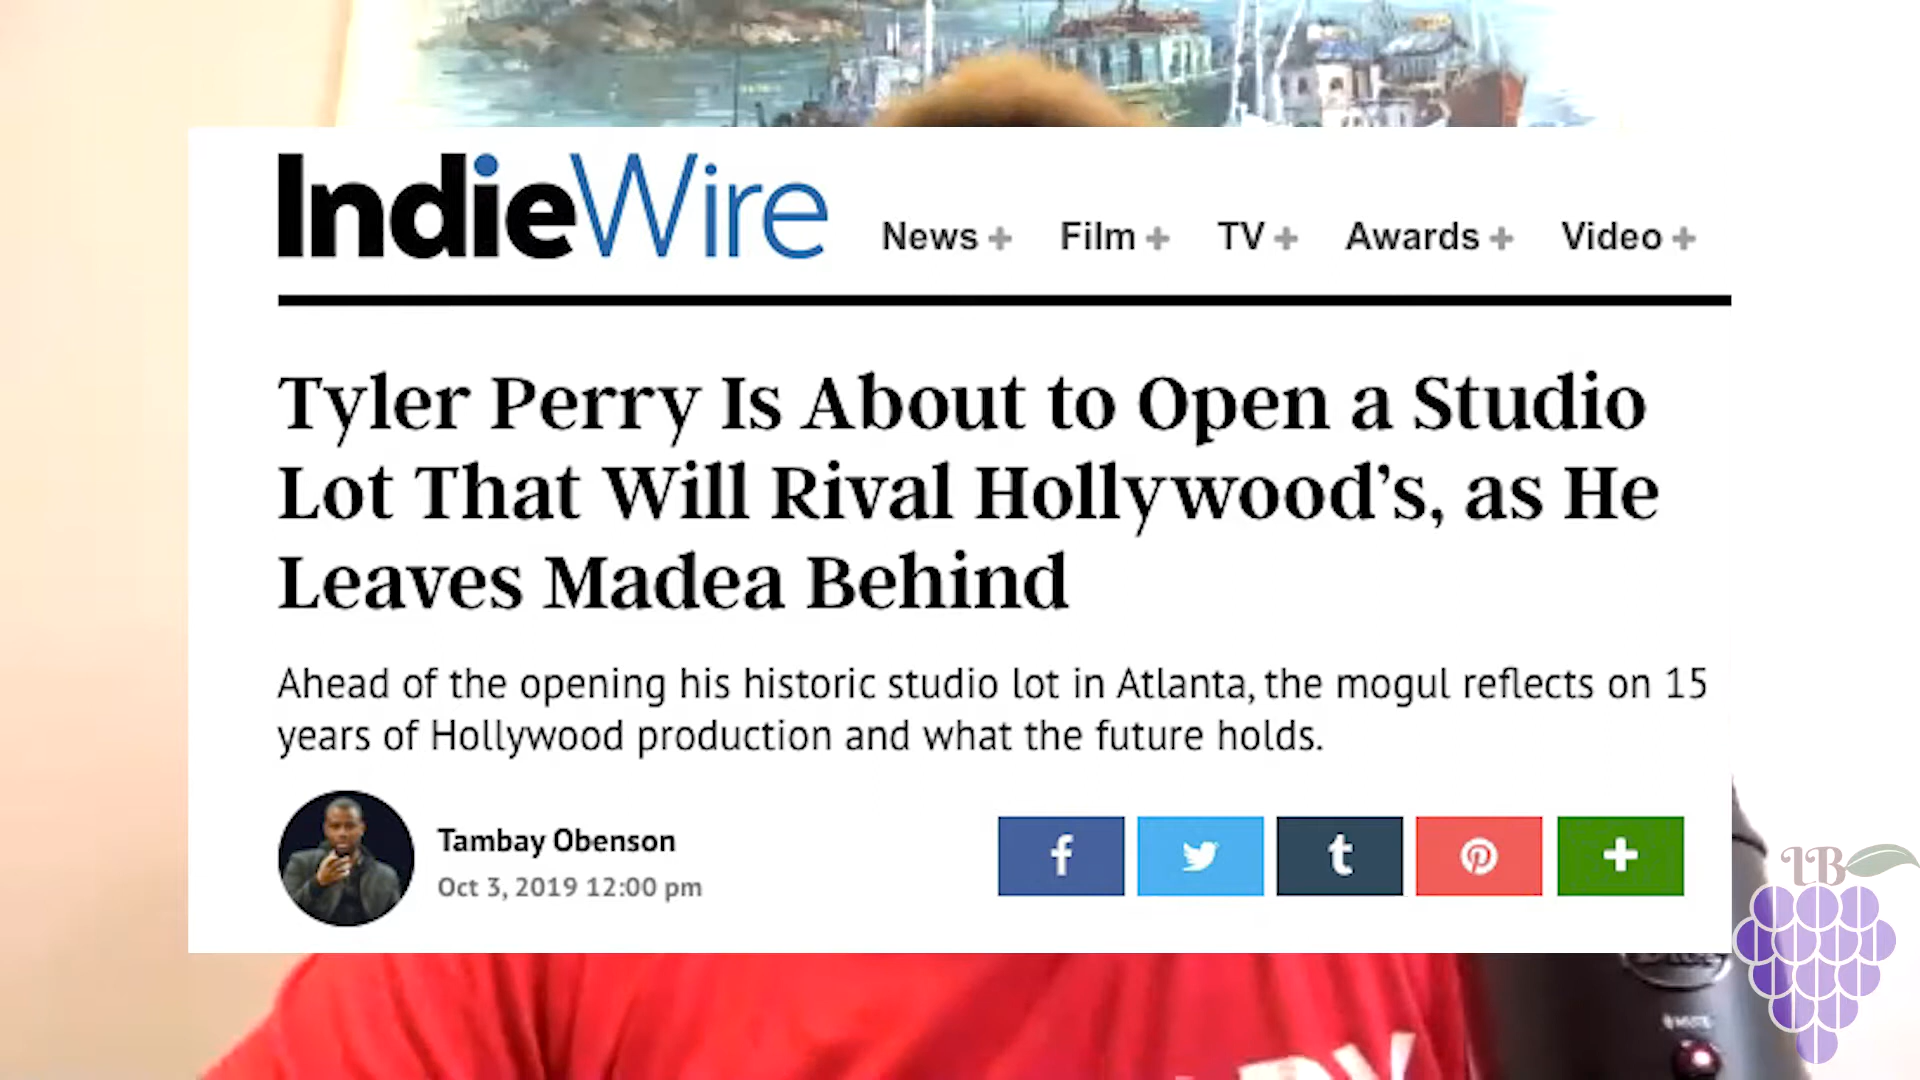 IndieWire
News + Film + TV + Awards + Video +
Tyler Perry Is About to Open a Studio
Lot That Will Rival Hollywood’s, as He
Leaves Madea Behind
Ahead of the opening his historic studio lot in Atlanta, the mogul reflects on 15
years of Hollywood production and what the future holds.
Tambay Obenson
Oct 3, 2019 12:00 pm
f t +
LB
MUTE